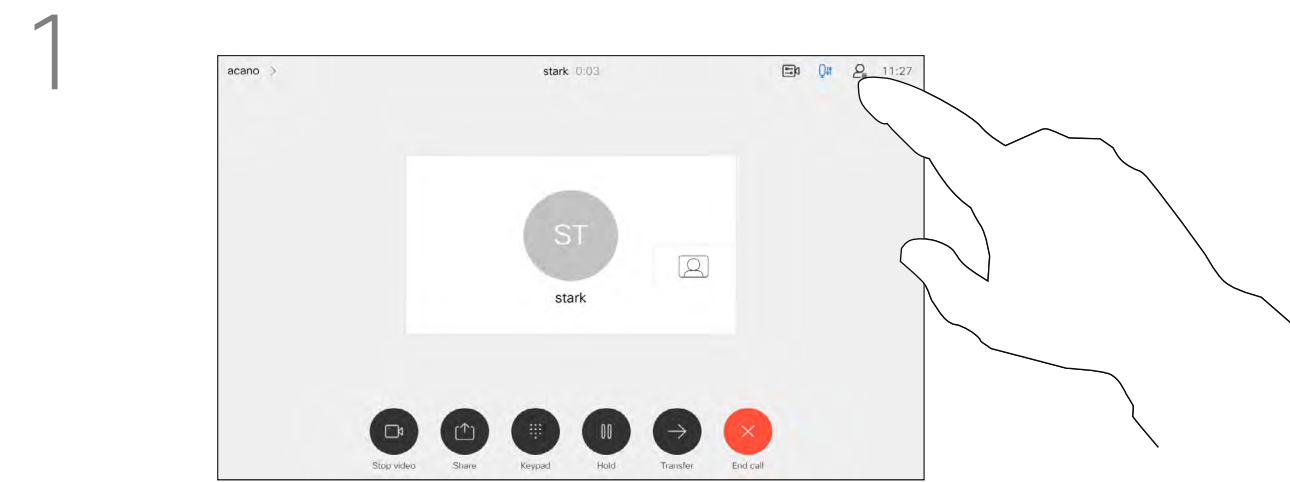 1
acano >
stark 0:03
11:27
ST
stark
Stop video
Share
Keypad
Hold
Transfer
End call